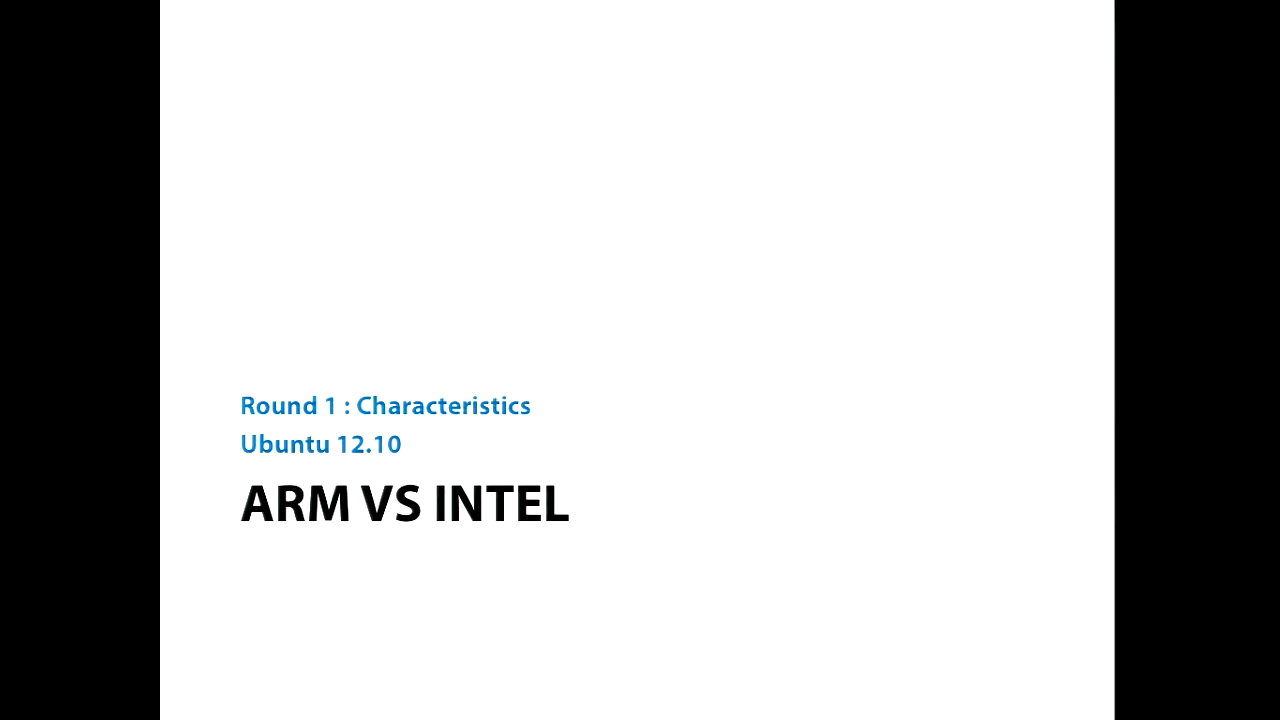 Round 1 : Characteristics
Ubuntu 12.10
ARM VS INTEL